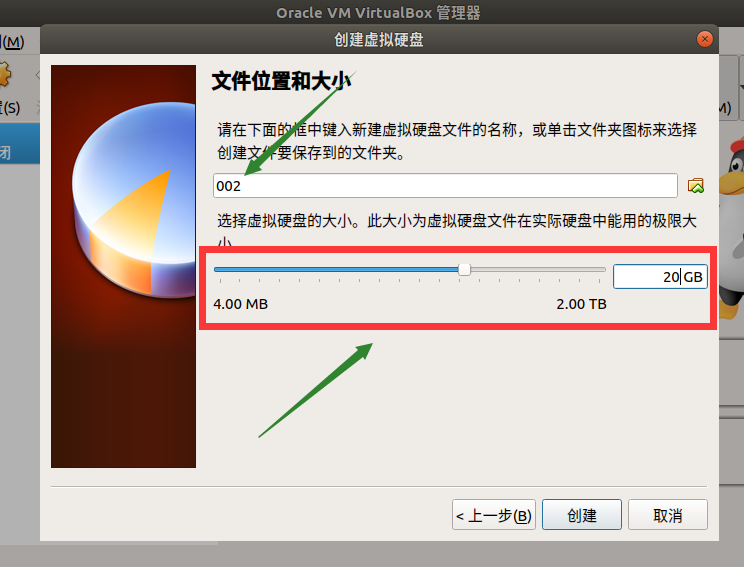 Oracle VM VirtualBox 管理器
(M)
创建虚拟硬盘
文件位置和大小
(S)
请在下面的框中键入新建虚拟硬盘文件的名称，或单击文件夹图标来选择
创建文件要保存到的文件夹。
闭
002
选择虚拟硬盘的大小。此大小为虚拟硬盘文件在实际硬盘中能用的极限大
小
20 GB
4.00 MB
2.00 TB
< 上一步(B)
创建
取消